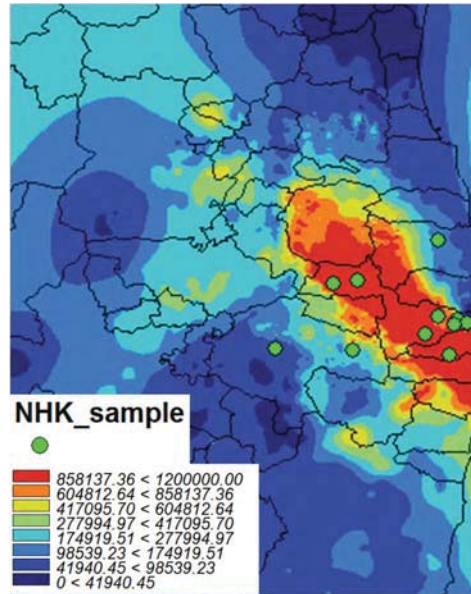 NHK_sample
858137.36 < 1200000.00
604812.64 < 858137.36
417095.70 < 604812.64
277994.97 < 417095.70
174919.51 < 277994.97
98539.23 < 174919.51
41940.45 < 98539.23
0 < 41940.45